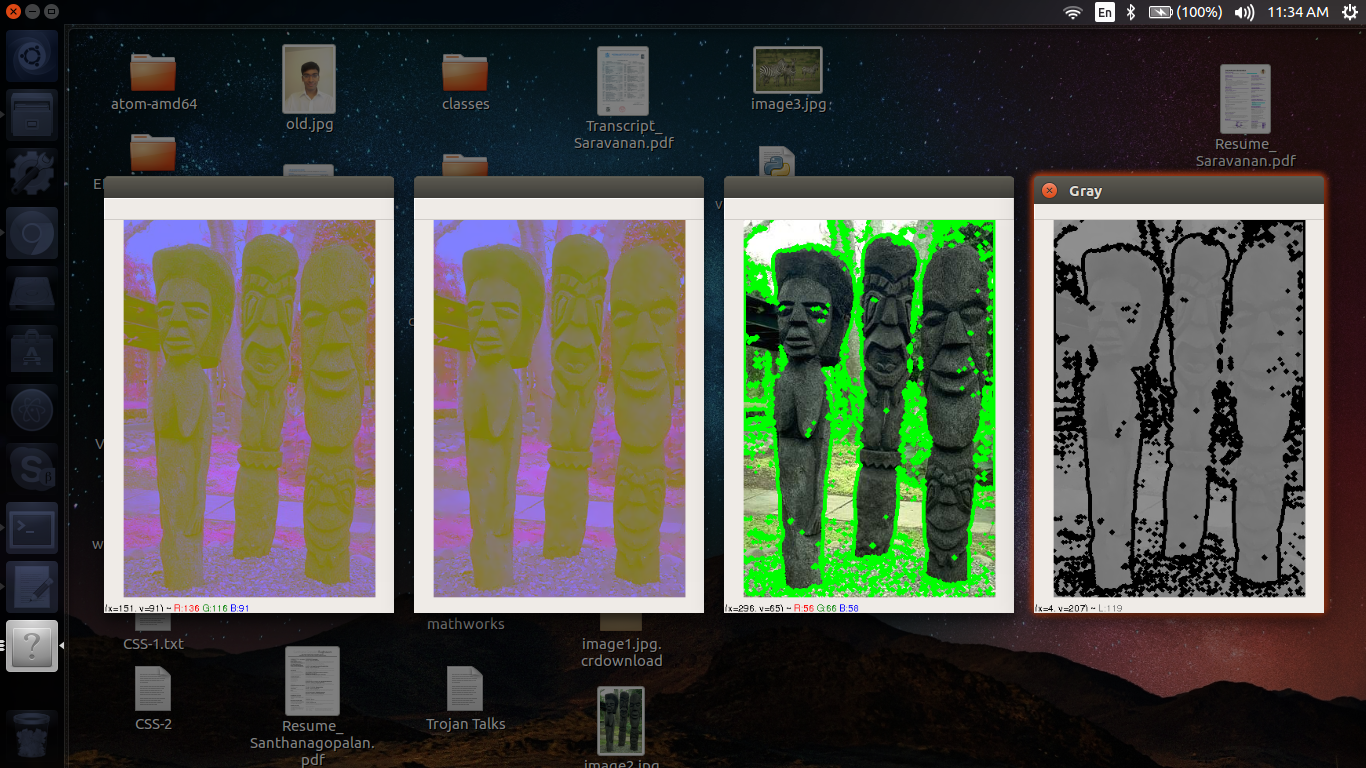 En
(100%)
11:34 AM
atom-amd64
old.jpg
classes
Transcript_
Saravanan.pdf
image3.jpg
Resume_
Saravanan.pdf
Gray
(x=151, y=91) ~ R:136 G:116 B:91
(x=296, y=65) ~ R:56 G:66 B:58
(x=4, y=207) ~ L:119
CSS-1.txt
mathworks
image1.jpg.
crdownload
CSS-2
Resume_
Santhanagopalan.
pdf
Trojan Talks
image2.jpg